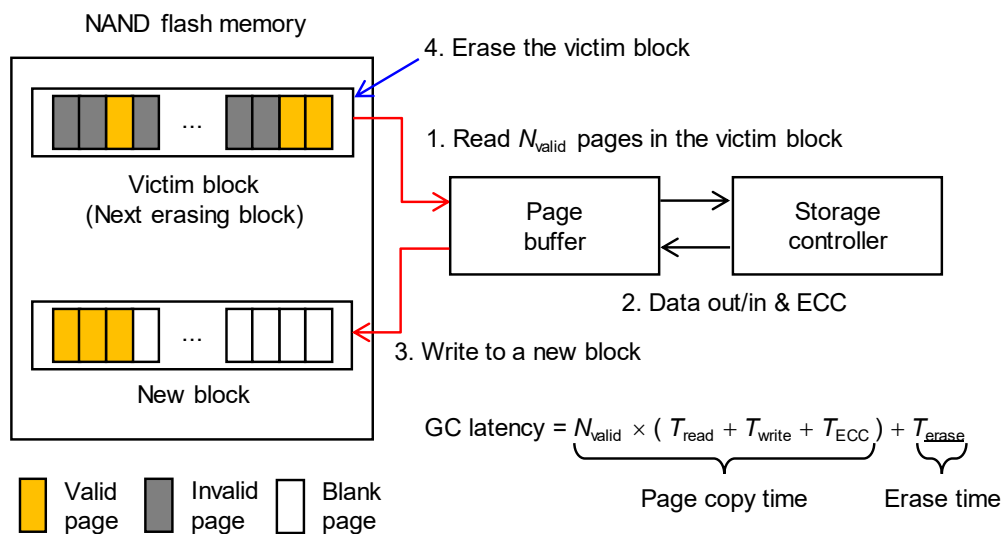 NAND flash memory
4. Erase the victim block
...
1. Read Nvalid pages in the victim block
Victim block
(Next erasing block)
Page
buffer
Storage
controller
2. Data out/in & ECC
...
3. Write to a new block
New block
GC latency = Nvalid × ( Tread + Twrite + TECC ) + Terase
Page copy time
Erase time
Valid
page
Invalid
page
Blank
page